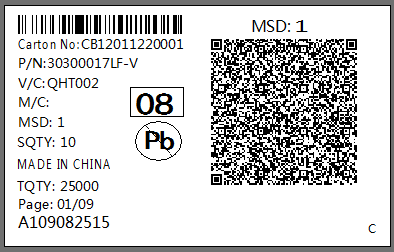 Carton No:CB12011220001
P/N:30300017LF-V
V/C:QHT002
M/C:
MSD: 1
SQTY: 10
MADE IN CHINA
TQTY: 25000
Page: 01/09
A109082515
08
Pb
MSD: 1
C